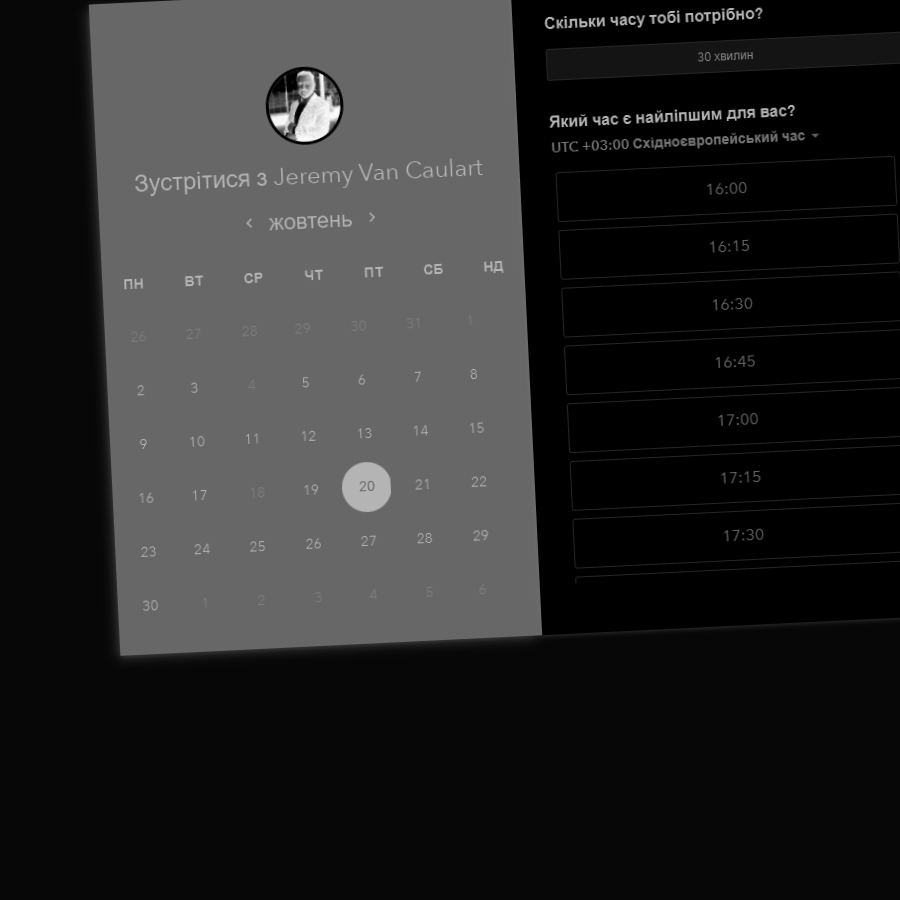 Зустрітися з Jeremy Van Caulart
жовтень
ПН ВТ СР ЧТ ПТ СБ НД
26 27 28 29 30 31 1
2 3 4 5 6 7 8
9 10 11 12 13 14 15
16 17 18 19 20 21 22
23 24 25 26 27 28 29
30 1 2 3 4 5 6
Скільки часу тобі потрібно?
30 хвилин
Який час є найліпшим для вас?
UTC +03:00 Східноєвропейський час
16:00
16:15
16:30
16:45
17:00
17:15
17:30